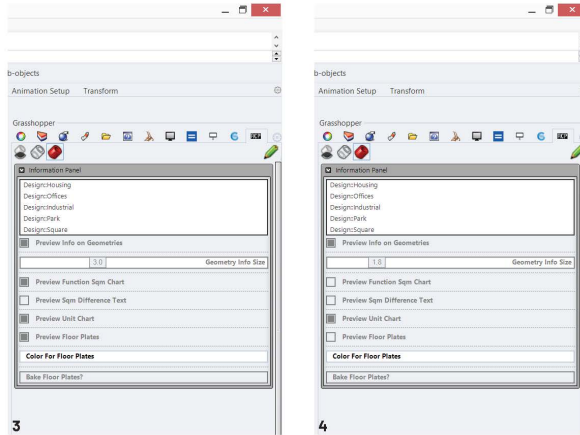 b-objects
Animation Setup Transform
Grasshopper
Information Panel
Design::Housing
Design::Offices
Design::Industrial
Design::Park
Design::Square
Preview Info on Geometries
3.0 Geometry Info Size
Preview Function Sqm Chart
Preview Sqm Difference Text
Preview Unit Chart
Preview Floor Plates
Color For Floor Plates
Bake Floor Plates?
3
b-objects
Animation Setup Transform
Grasshopper
Information Panel
Design::Housing
Design::Offices
Design::Industrial
Design::Park
Design::Square
Preview Info on Geometries
1.8 Geometry Info Size
Preview Function Sqm Chart
Preview Sqm Difference Text
Preview Unit Chart
Preview Floor Plates
Color For Floor Plates
Bake Floor Plates?
4